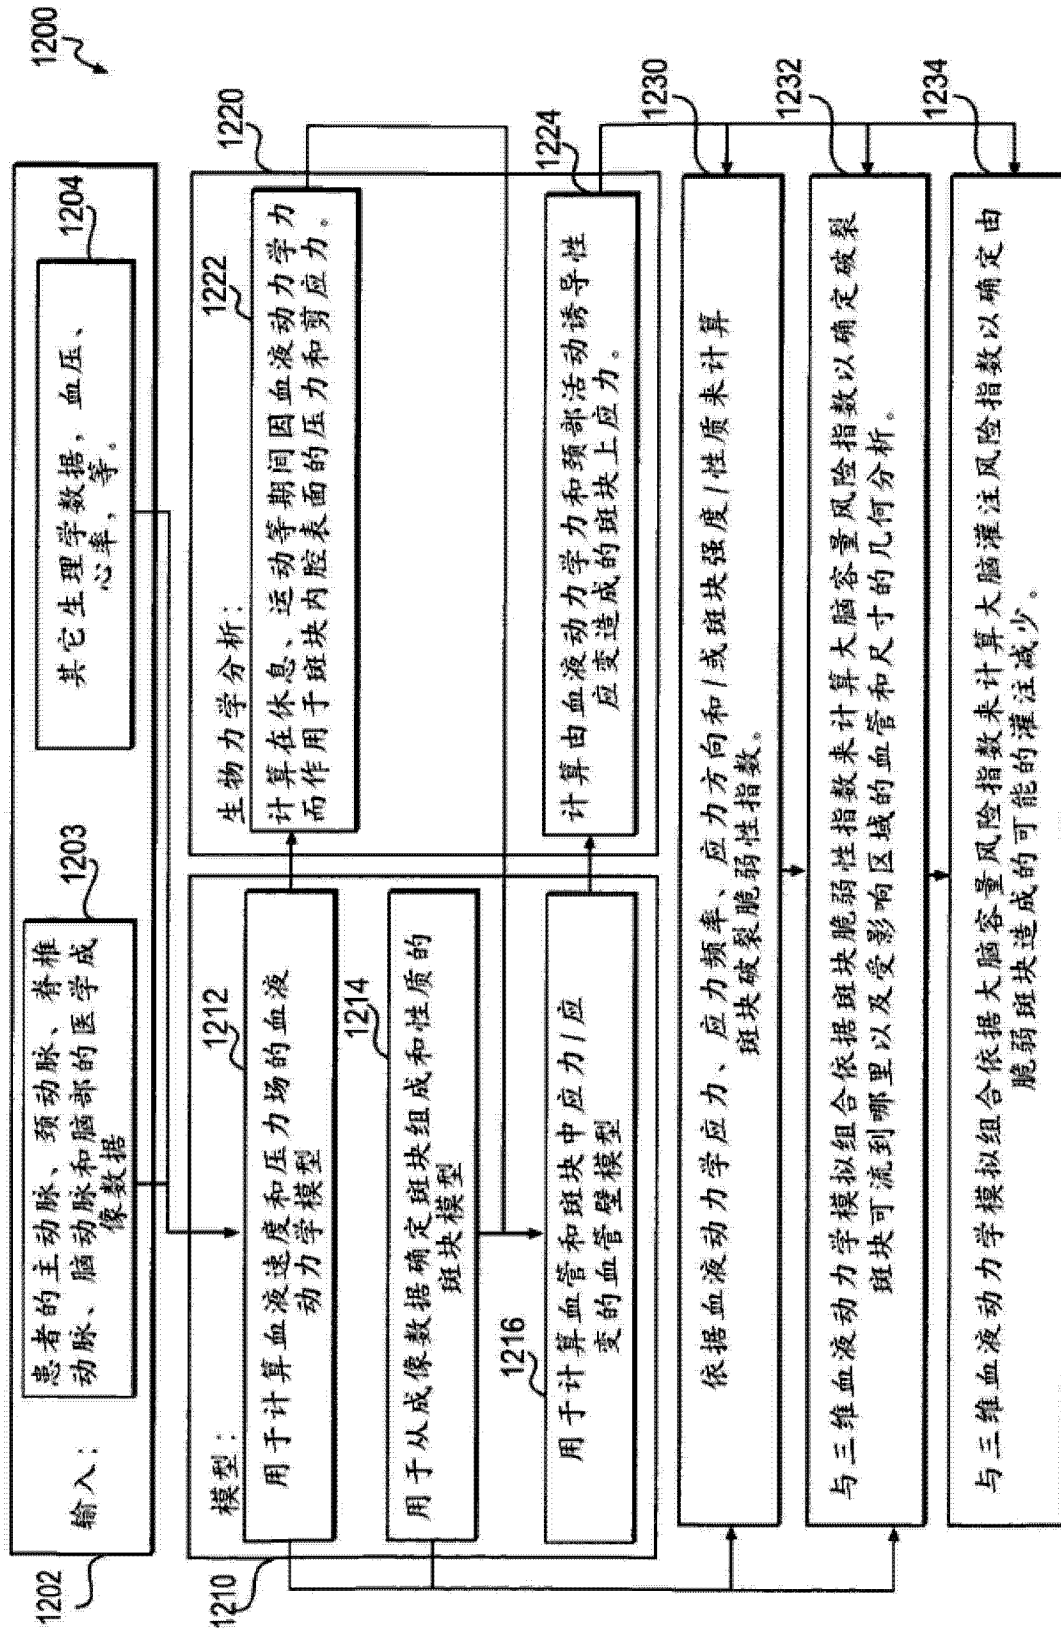 1200
1202
输入：
1203
患者的主动脉、颈动脉、脊椎
动脉、脑动脉和脑部的医学成
像数据
1204
其它生理学数据，血压、
心率，等。
1210
模型：
1212
用于计算血液速度和压力场的血液
动力学模型
1214
用于从成像数据确定斑块组成和性质的
斑块模型
1216
用于计算血管和斑块中应力/应
变的血管壁模型
1220
生物力学分析：
1222
计算在休息、运动等期间因血液动力学力
而作用于斑块内腔表面的压力和剪应力。
1224
计算由血液动力学力和颈部活动诱导性
应变造成的斑块上应力。
1230
依据血液动力学应力、应力频率、应力方向和/或斑块强度/性质来计算
斑块破裂脆弱性指数。
1232
与三维血液动力学模拟组合依据斑块脆弱性指数来计算大脑容量风险指数以确定破裂
斑块可流到哪里以及受影响区域的血管和尺寸的几何分析。
1234
与三维血液动力学模拟组合依据大脑容量风险指数来计算大脑灌注风险指数以确定由
脆弱斑块造成的可能的灌注减少。